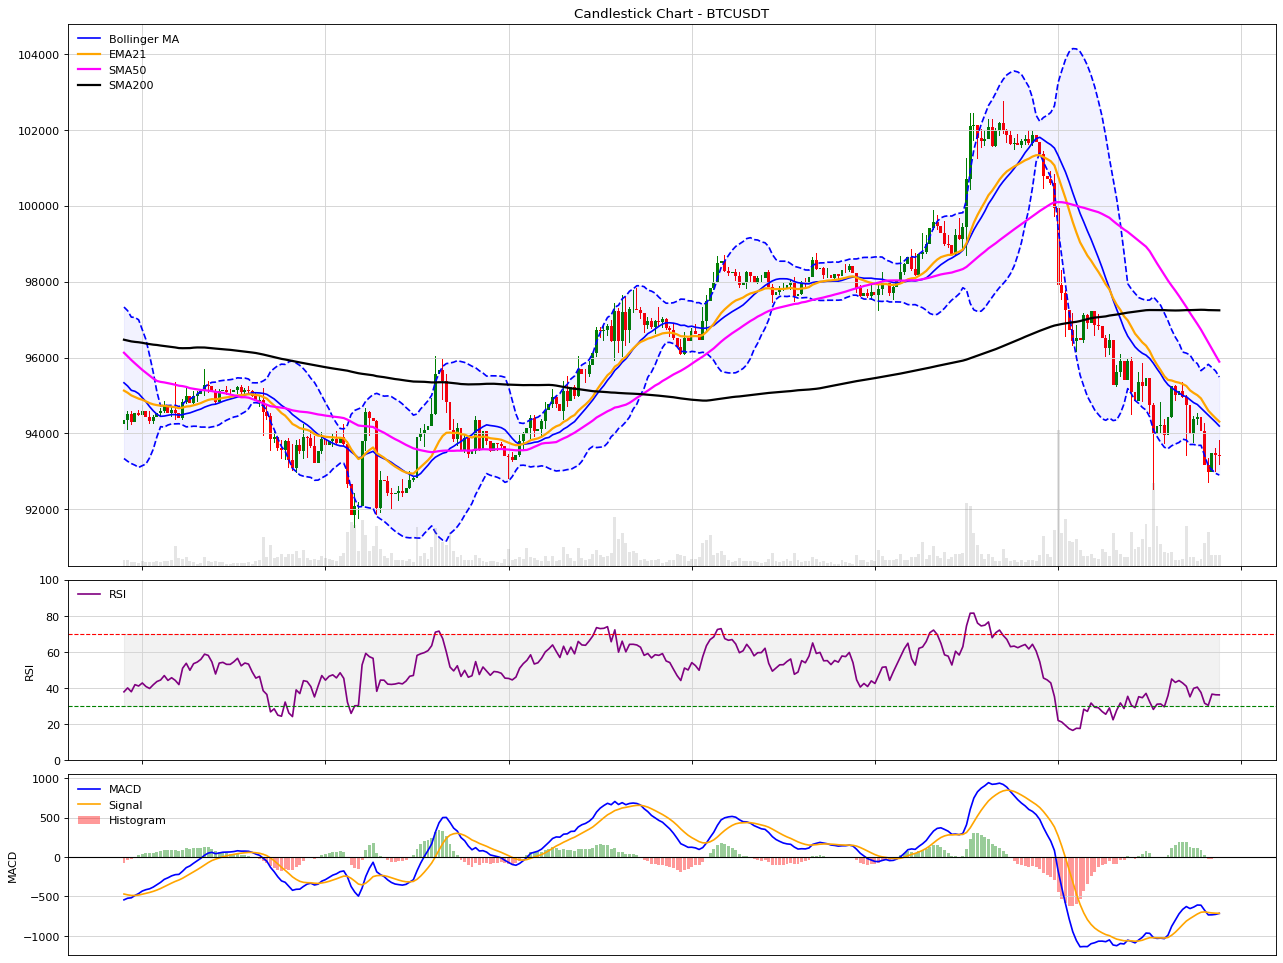 Candlestick Chart - BTCUSDT
Bollinger MA
EMA21
SMA50
SMA200
104000
102000
100000
98000
96000
94000
92000
RSI
RSI
100
80
60
40
20
0
MACD
Signal
Histogram
MACD
1000
500
0
−500
−1000